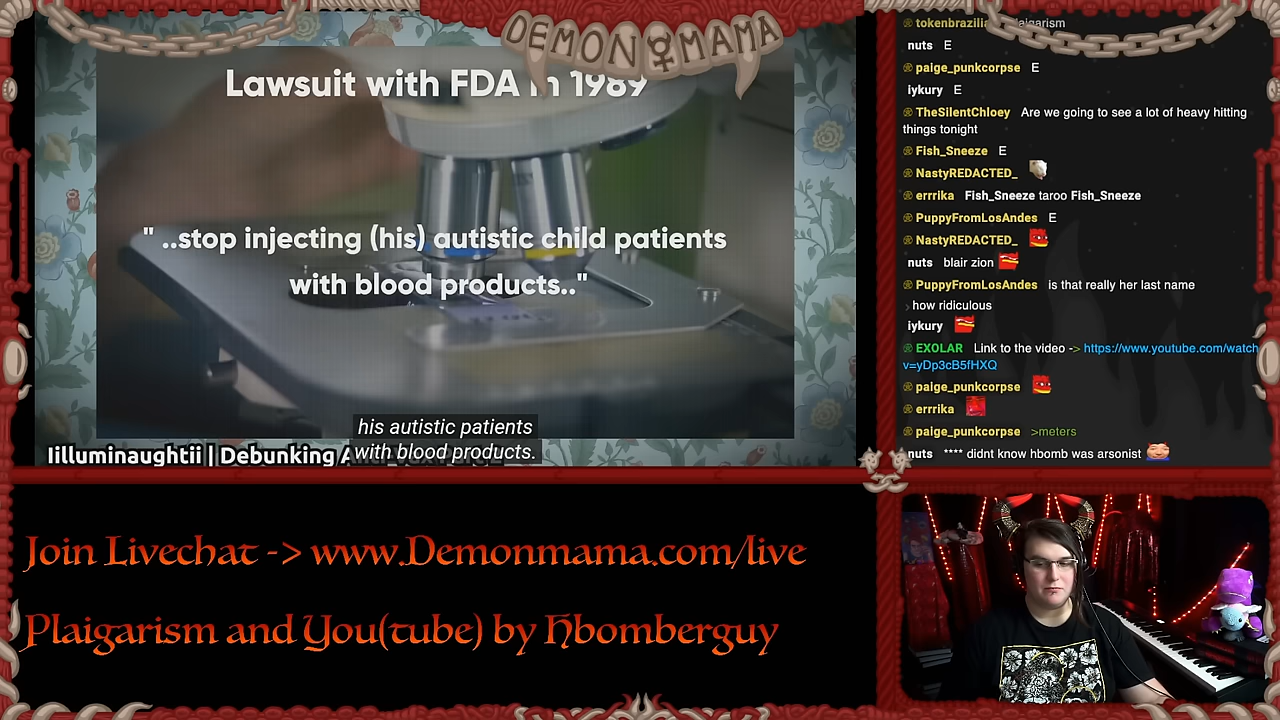 DEMON MAMA
Lawsuit with FDA in 1989
" ..stop injecting (his) autistic child patients
with blood products.."
his autistic patients
with blood products.
Iilluminaughtii | Debunking
Join Livechat -> www.Demonmama.com/live
Plaigarism and You(tube) by Hbomberguy
nuts E
paige_punkcorpse E
iykury E
TheSilentChloey Are we going to see a lot of heavy hitting
things tonight
Fish_Sneeze E
NastyREDACTED_
errrika Fish_Sneeze taroo Fish_Sneeze
PuppyFromLosAndes E
NastyREDACTED_
nuts blair zion
PuppyFromLosAndes is that really her last name
› how ridiculous
iykury
EXOLAR Link to the video -> https://www.youtube.com/watch
v=yDp3cB5fHXQ
paige_punkcorpse
errrika
paige_punkcorpse >meters
nuts **** didnt know hbomb was arsonist